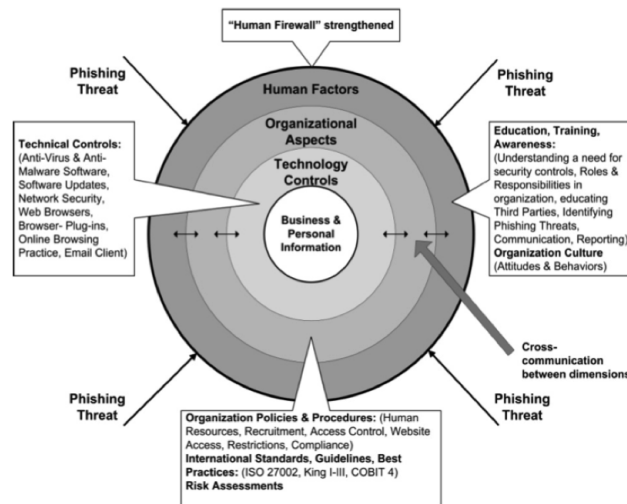 “Human Firewall” strengthened
Phishing
Threat
Phishing
Threat
Human Factors
Organizational
Aspects
Technology
Controls
Business &
Personal
Information
Technical Controls:
(Anti-Virus & Anti-
Malware Software,
Software Updates,
Network Security,
Web Browsers,
Browser- Plug-ins,
Online Browsing
Practice, Email Client)
Education, Training,
Awareness:
(Understanding a need for
security controls, Roles &
Responsibilities in
organization, educating
Third Parties, Identifying
Phishing Threats,
Communication, Reporting)
Organization Culture
(Attitudes & Behaviors)
Cross-
communication
between dimensions
Phishing
Threat
Phishing
Threat
Organization Policies & Procedures: (Human
Resources, Recruitment, Access Control, Website
Access, Restrictions, Compliance)
International Standards, Guidelines, Best
Practices: (ISO 27002, King I-III, COBIT 4)
Risk Assessments